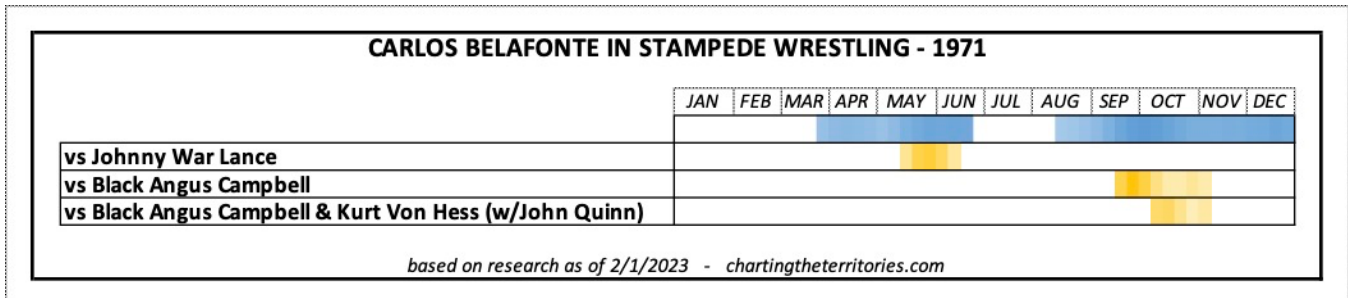 CARLOS BELAFONTE IN STAMPEDE WRESTLING - 1971
JAN FEB MAR APR MAY JUN JUL AUG SEP OCT NOV DEC
vs Johnny War Lance
vs Black Angus Campbell
vs Black Angus Campbell & Kurt Von Hess (w/John Quinn)
based on research as of 2/1/2023 - chartingtheterritories.com